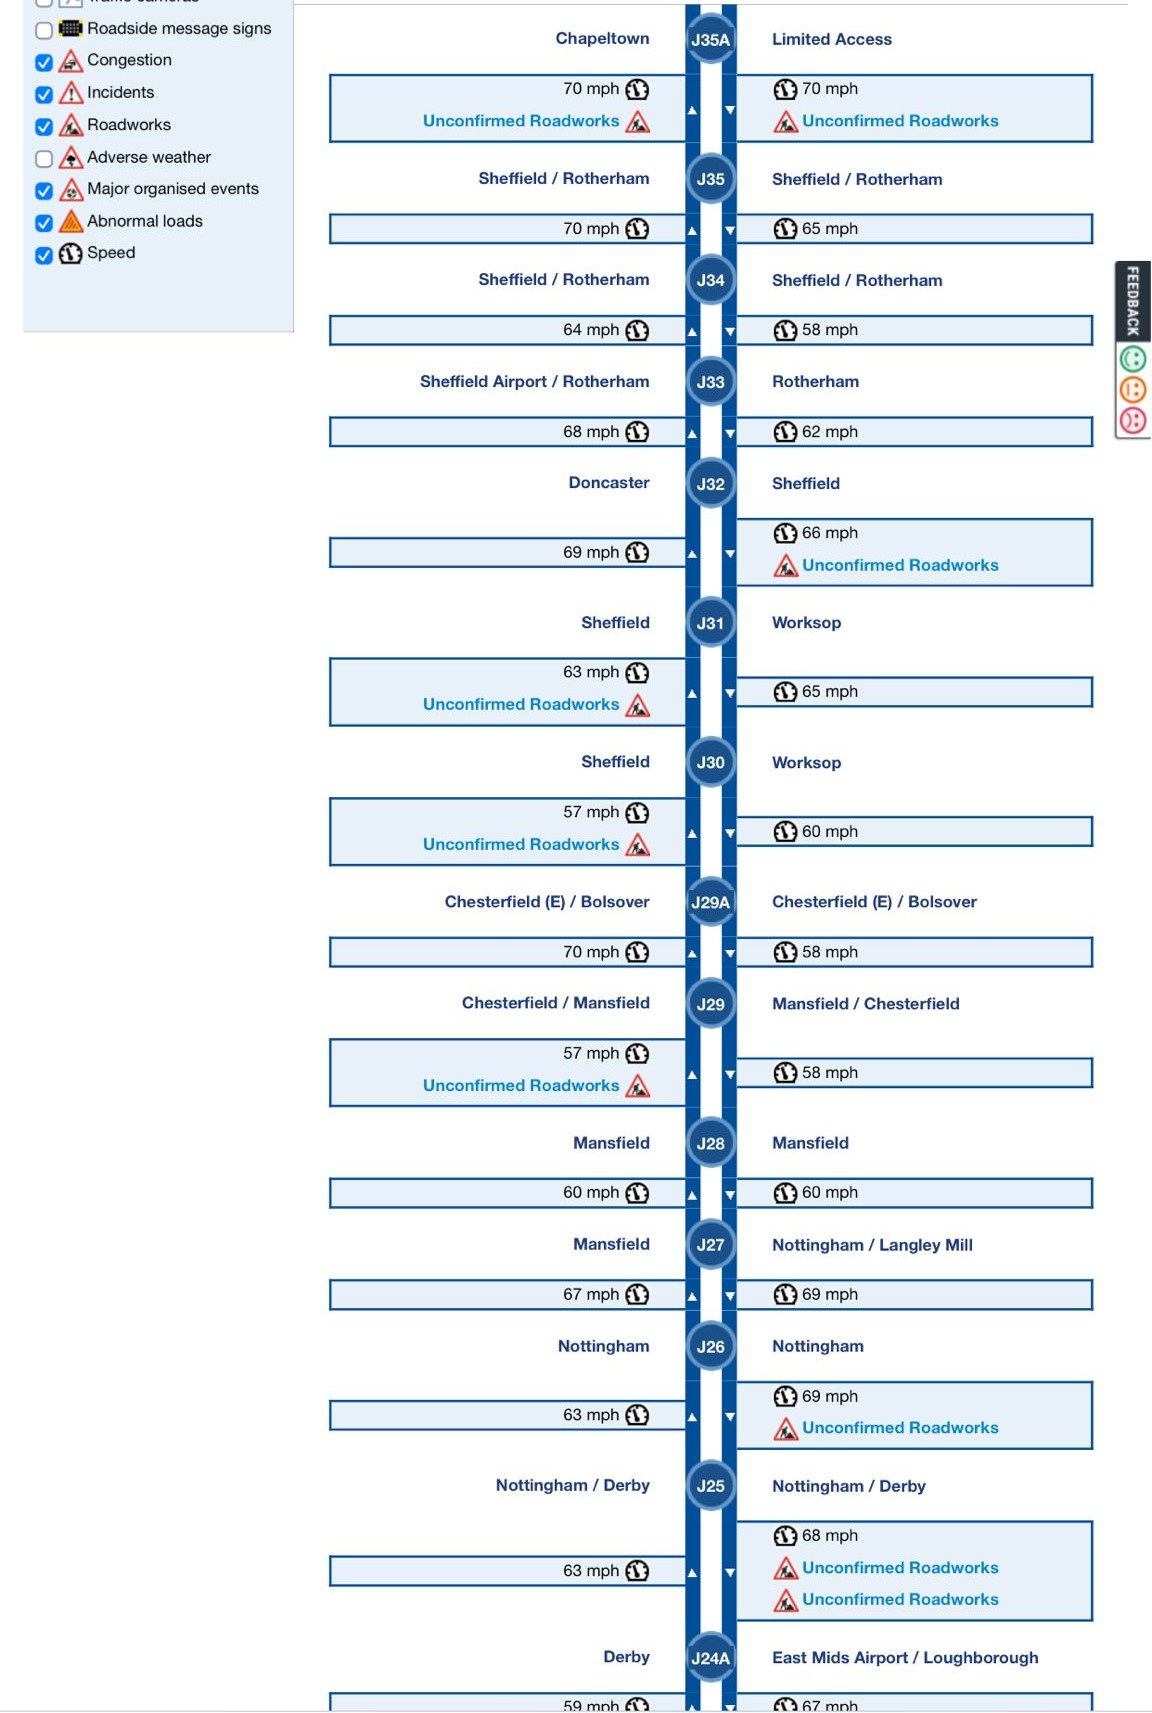 Roadside message signs
Congestion
Incidents
Roadworks
Adverse weather
Major organised events
Abnormal loads
Speed
FEEDBACK
Chapeltown J35A Limited Access
70 mph 70 mph
Unconfirmed Roadworks Unconfirmed Roadworks
Sheffield / Rotherham J35 Sheffield / Rotherham
70 mph 65 mph
Sheffield / Rotherham J34 Sheffield / Rotherham
64 mph 58 mph
Sheffield Airport / Rotherham J33 Rotherham
68 mph 62 mph
Doncaster J32 Sheffield
66 mph
69 mph
Unconfirmed Roadworks
Sheffield J31 Worksop
63 mph
65 mph
Unconfirmed Roadworks
Sheffield J30 Worksop
57 mph
60 mph
Unconfirmed Roadworks
Chesterfield (E) / Bolsover J29A Chesterfield (E) / Bolsover
70 mph 58 mph
Chesterfield / Mansfield J29 Mansfield / Chesterfield
57 mph
58 mph
Unconfirmed Roadworks
Mansfield J28 Mansfield
60 mph 60 mph
Mansfield J27 Nottingham / Langley Mill
67 mph 69 mph
Nottingham J26 Nottingham
69 mph
63 mph
Unconfirmed Roadworks
Nottingham / Derby J25 Nottingham / Derby
68 mph
63 mph Unconfirmed Roadworks
Unconfirmed Roadworks
Derby J24A East Mids Airport / Loughborough
59 mph 67 mph